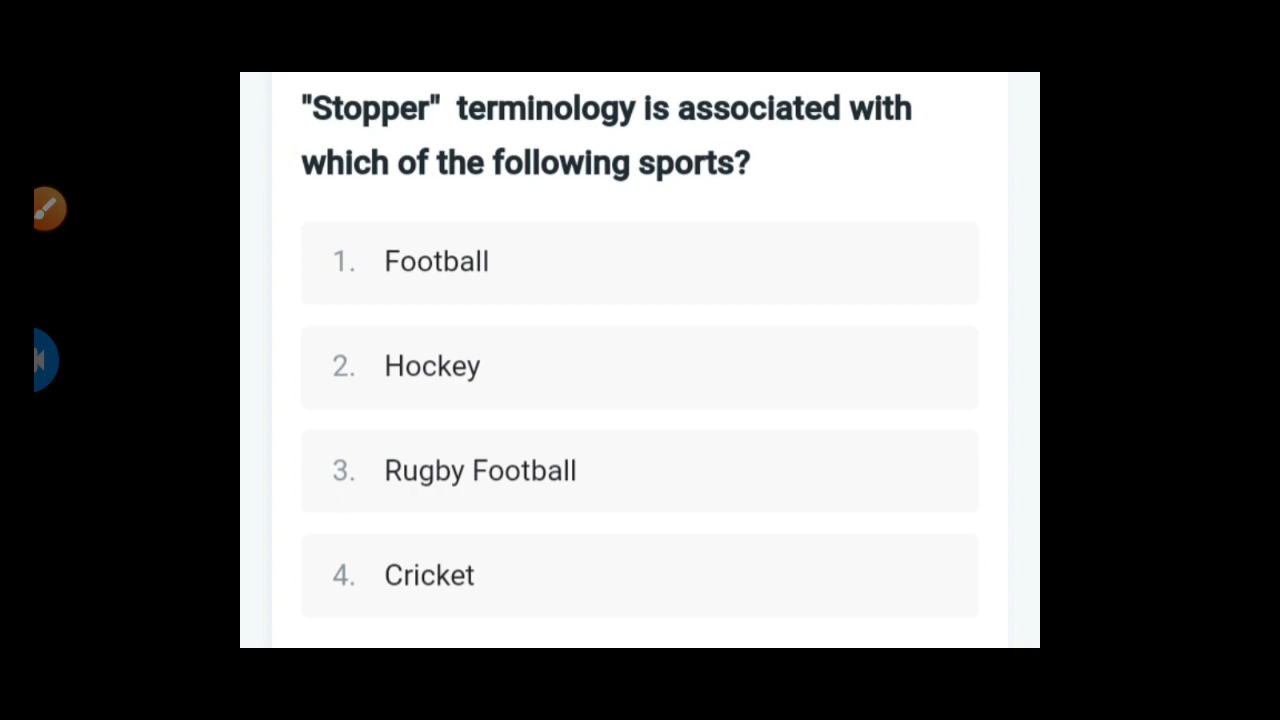 "Stopper" terminology is associated with
which of the following sports?
1. Football
2. Hockey
3. Rugby Football
4. Cricket